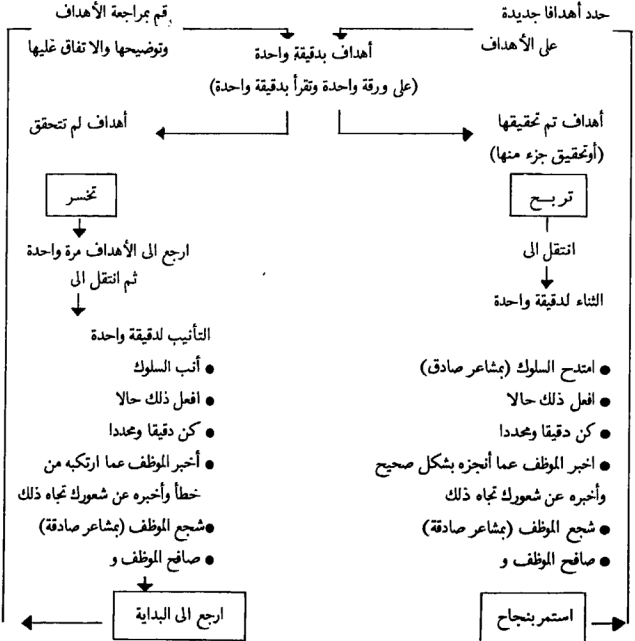 حدد أهدافا جديدة
على الأهداف
قم بمراجعة الأهداف
وتوضيحها والاتفاق عليها
أهداف بدقيقة واحدة
(على ورقة واحدة وتقرأ بدقيقة واحدة)
أهداف تم تحقيقها
(أوتحقيق جزء منها)
تربح
انتقل الى
الثناء لدقيقة واحدة
● امتدح السلوك (بمشاعر صادق)
● افعل ذلك حالا
● كن دقيقا ومحددا
● اخبر الموظف عما أنجزه بشكل صحيح
وأخبره عن شعورك تجاه ذلك
● شجع الموظف (بمشاعر صادقة)
● صافح الموظف و
استمر بنجاح
أهداف لم تتحقق
تخسر
ارجع الى الأهداف مرة واحدة
ثم انتقل الى
التأنيب لدقيقة واحدة
● أنب السلوك
● افعل ذلك حالا
● كن دقيقا ومحددا
● أخبر الموظف عما ارتكبه من
خطأ وأخبره عن شعورك تجاه ذلك
● شجع الموظف (بمشاعر صادقة)
● صافح الموظف و
ارجع الى البداية